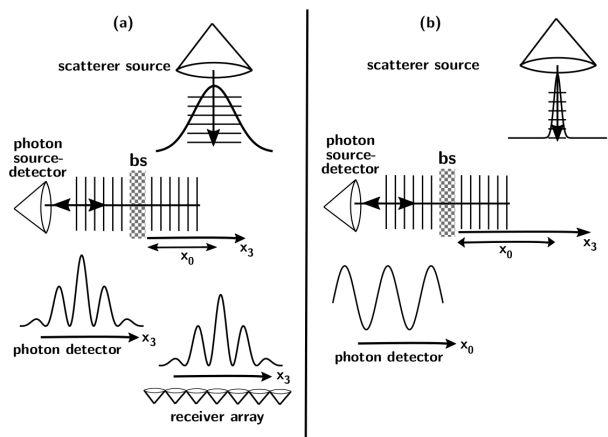 (a)
scatterer source
photon
source-
detector
bs
x₀
x₃
photon detector
x₃
x₃
receiver array
(b)
scatterer source
photon
source-
detector
bs
x₀
x₃
photon detector
x₀